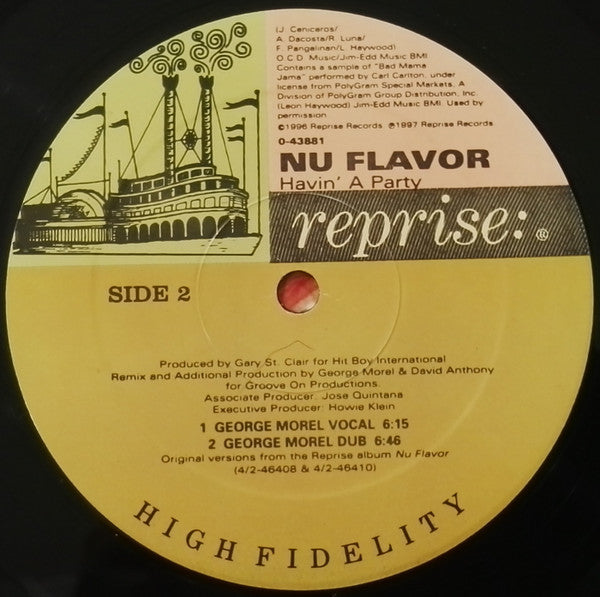 (J. Ceniceros/
A. Dacosta/R. Luna/
F. Pangelinan/L. Haywood)
O.C.D. Music/Jim-Edd Music BMI
Contains a sample of "Bad Mama
Jama" performed by Carl Carlton, under
license from PolyGram Special Markets, A
Division of PolyGram Group Distribution, Inc.
(Leon Haywood) Jim-Edd Music BMI. Used by
permission
©1996 Reprise Records ℗1997 Reprise Records
0-43881
NU FLAVOR
Havin' A Party
reprise:®
SIDE 2
Produced by Gary St. Clair for Hit Boy International
Remix and Additional Production by George Morel & David Anthony
for Groove On Productions.
Associate Producer: Jose Quintana
Executive Producer: Howie Klein
1 GEORGE MOREL VOCAL 6:15
2 GEORGE MOREL DUB 6:46
Original versions from the Reprise album Nu Flavor
(4/2-46408 & 4/2-46410)
HIGH FIDELITY